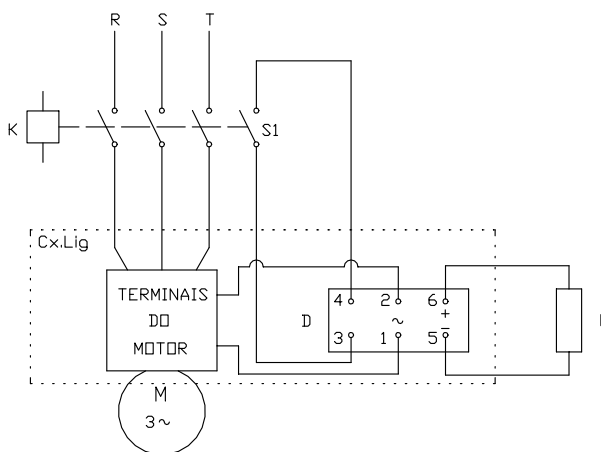 R S T
K
S1
Cx.Lig
TERMINAIS
DO
MOTOR
D
4 2 6
~ +
3 1 5 -
M
3~